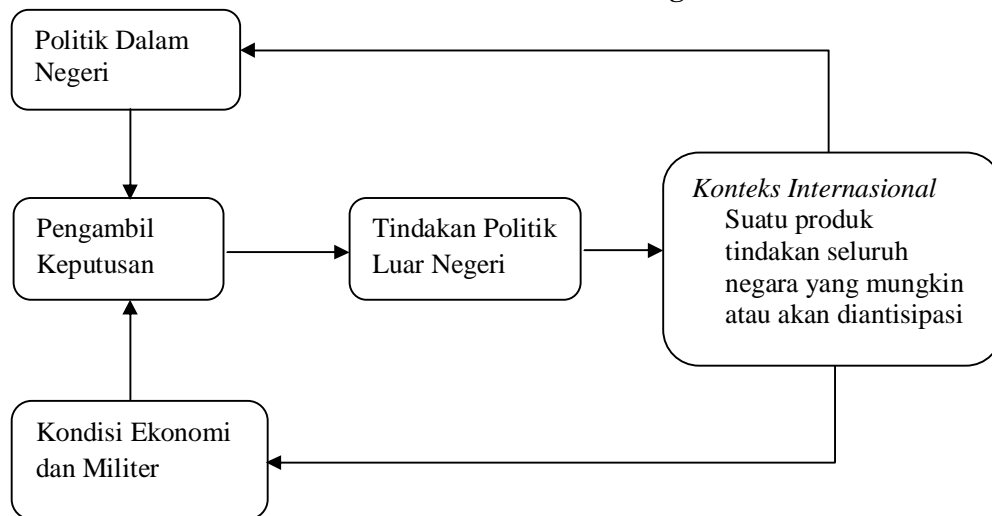 Politik Dalam
Negeri
Pengambil
Keputusan
Tindakan Politik
Luar Negeri
Konteks Internasional
Suatu produk
tindakan seluruh
negara yang mungkin
atau akan diantisipasi
Kondisi Ekonomi
dan Militer